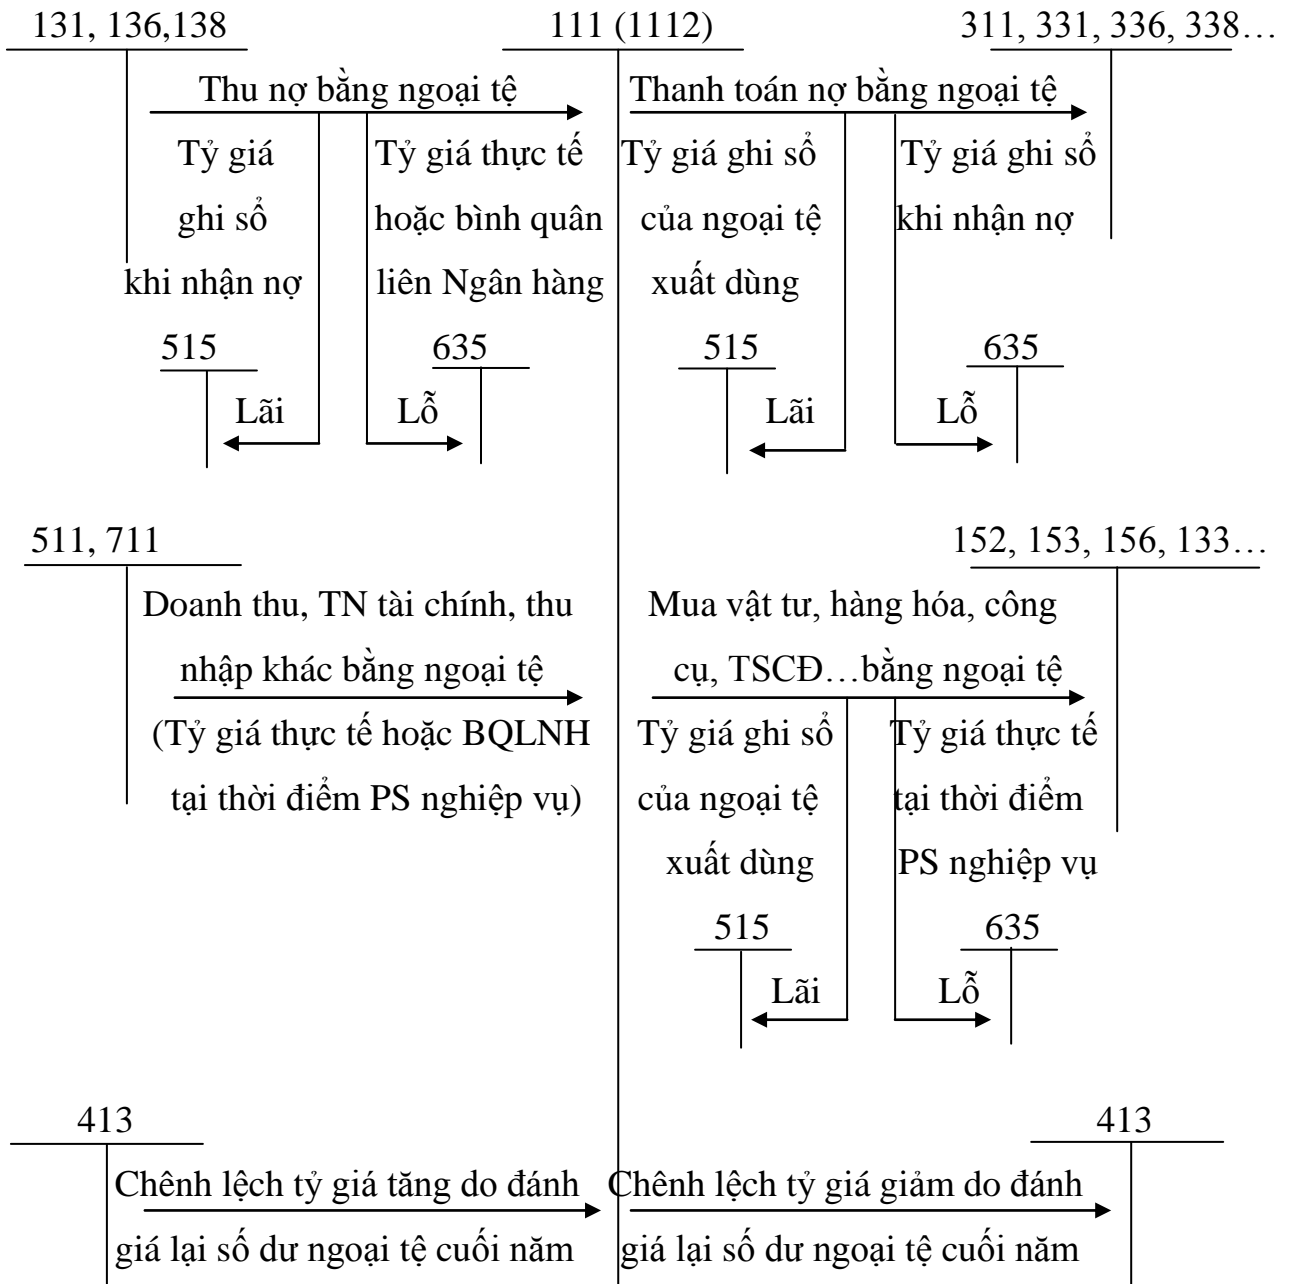 131, 136,138
111 (1112)
311, 331, 336, 338…
Thu nợ bằng ngoại tệ
Thanh toán nợ bằng ngoại tệ
Tỷ giá
ghi sổ
khi nhận nợ
Tỷ giá thực tế
hoặc bình quân
liên Ngân hàng
Tỷ giá ghi sổ
của ngoại tệ
xuất dùng
Tỷ giá ghi sổ
khi nhận nợ
515
635
515
635
Lãi
Lỗ
Lãi
Lỗ
511, 711
152, 153, 156, 133…
Doanh thu, TN tài chính, thu
nhập khác bằng ngoại tệ
(Tỷ giá thực tế hoặc BQLNH
tại thời điểm PS nghiệp vụ)
Mua vật tư, hàng hóa, công
cụ, TSCĐ…bằng ngoại tệ
Tỷ giá ghi sổ
của ngoại tệ
xuất dùng
Tỷ giá thực tế
tại thời điểm
PS nghiệp vụ
515
635
Lãi
Lỗ
413
413
Chênh lệch tỷ giá tăng do đánh
giá lại số dư ngoại tệ cuối năm
Chênh lệch tỷ giá giảm do đánh
giá lại số dư ngoại tệ cuối năm